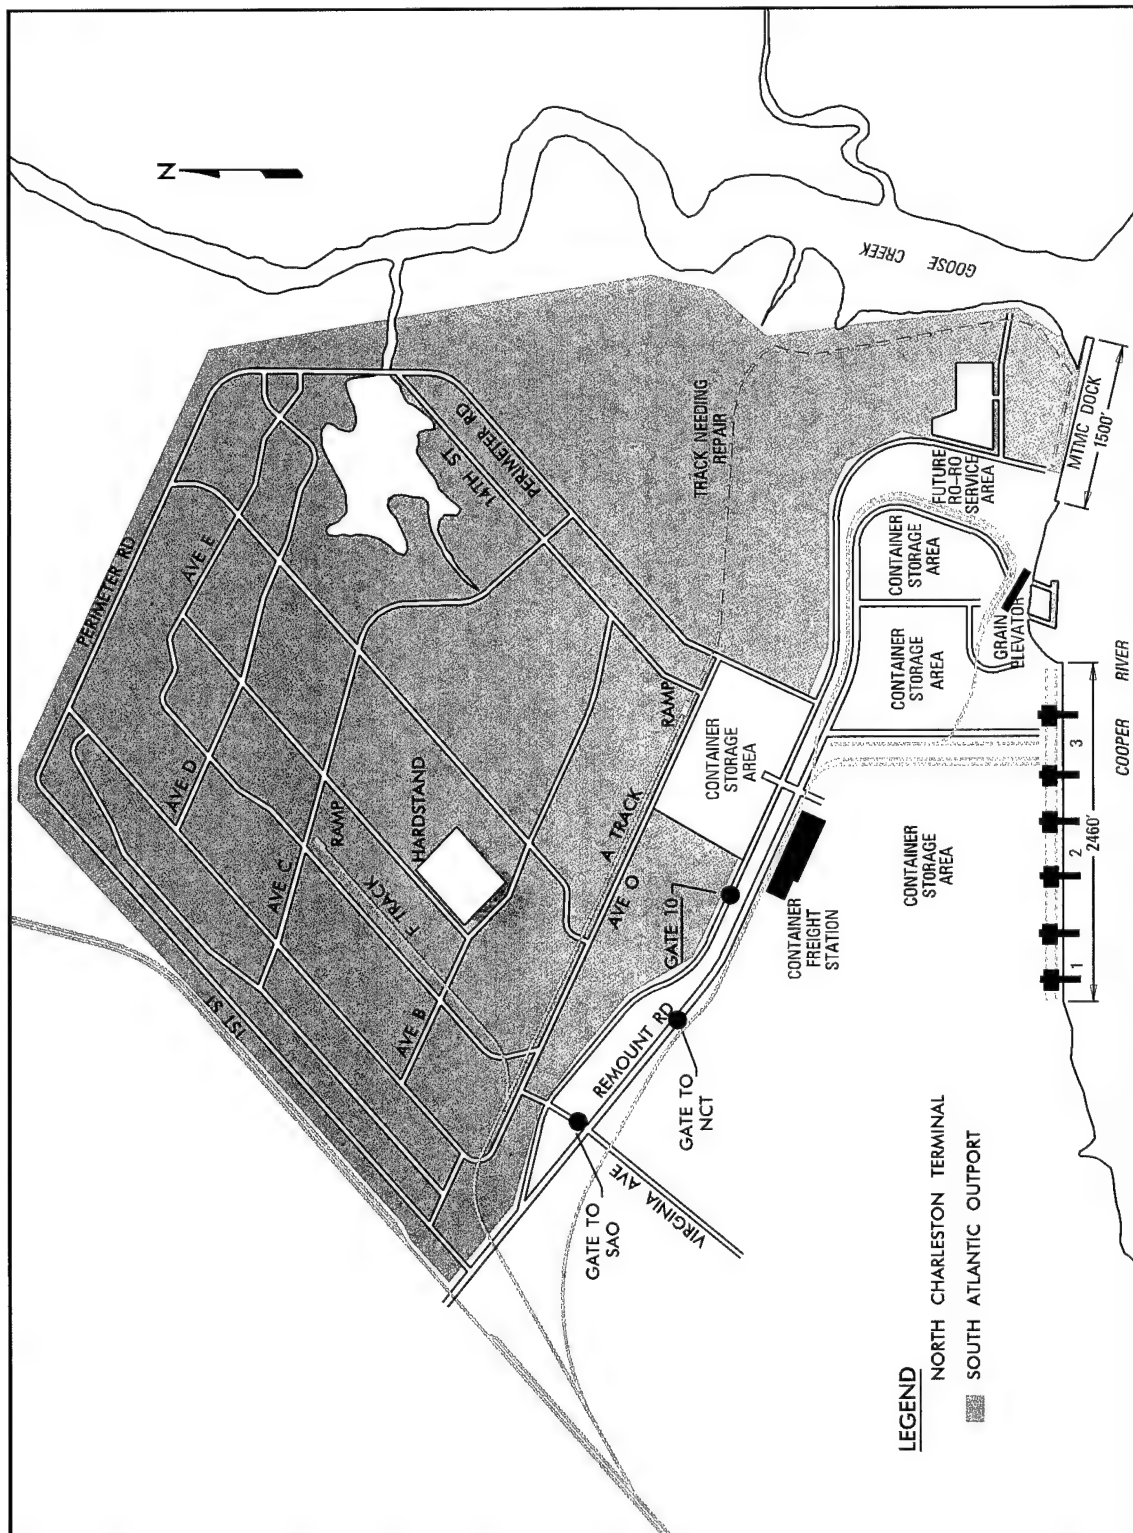 N
PERIMETER RD
AVE E
AVE D
AVE C
RAMP
F TRACK
AVE B
1ST ST
HARDSTAND
14TH ST
PERIMETER RD
A TRACK
AVE O
RAMP
TRACK NEEDING
REPAIR
GOOSE CREEK
MTMC DOCK
1500'
FUTURE
RO-RO
SERVICE
AREA
CONTAINER
STORAGE
AREA
CONTAINER
STORAGE
AREA
GRAIN
ELEVATOR
CONTAINER
STORAGE
AREA
CONTAINER
STORAGE
AREA
COOPER RIVER
1
2
3
2460'
GATE TO
CONTAINER
FREIGHT
STATION
REMOUNT RD
GATE TO
NCT
GATE TO
SAO
VIRGINIA AVE
LEGEND
NORTH CHARLESTON TERMINAL
SOUTH ATLANTIC OUTPORT